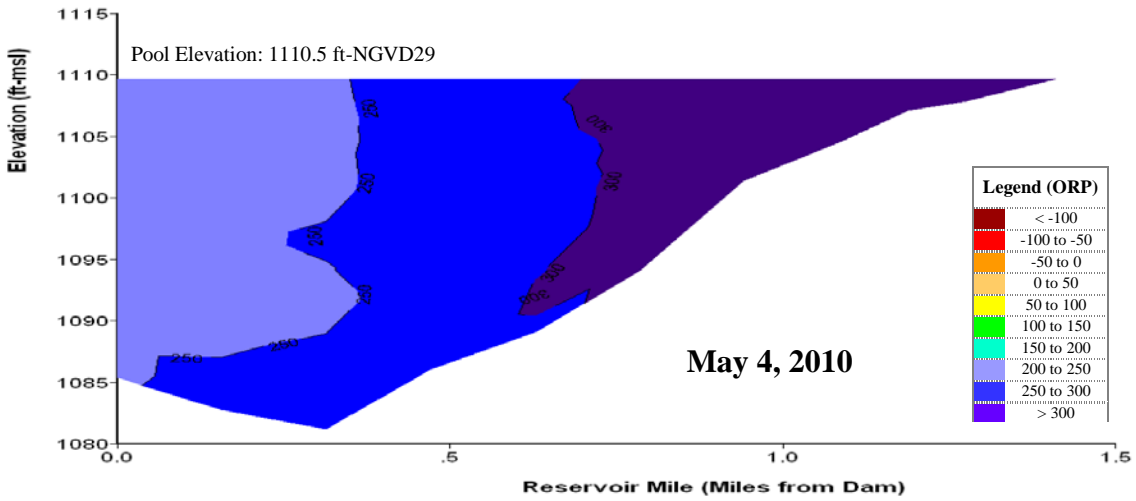 1115
Pool Elevation: 1110.5 ft-NGVD29
1110
1105
1100
1095
1090
1085
1080
Elevation (ft-msl)
250
250
250
250
250
250
300
300
300
300
Legend (ORP)
< -100
-100 to -50
-50 to 0
0 to 50
50 to 100
100 to 150
150 to 200
200 to 250
250 to 300
> 300
May 4, 2010
0.0
.5
1.0
1.5
Reservoir Mile (Miles from Dam)